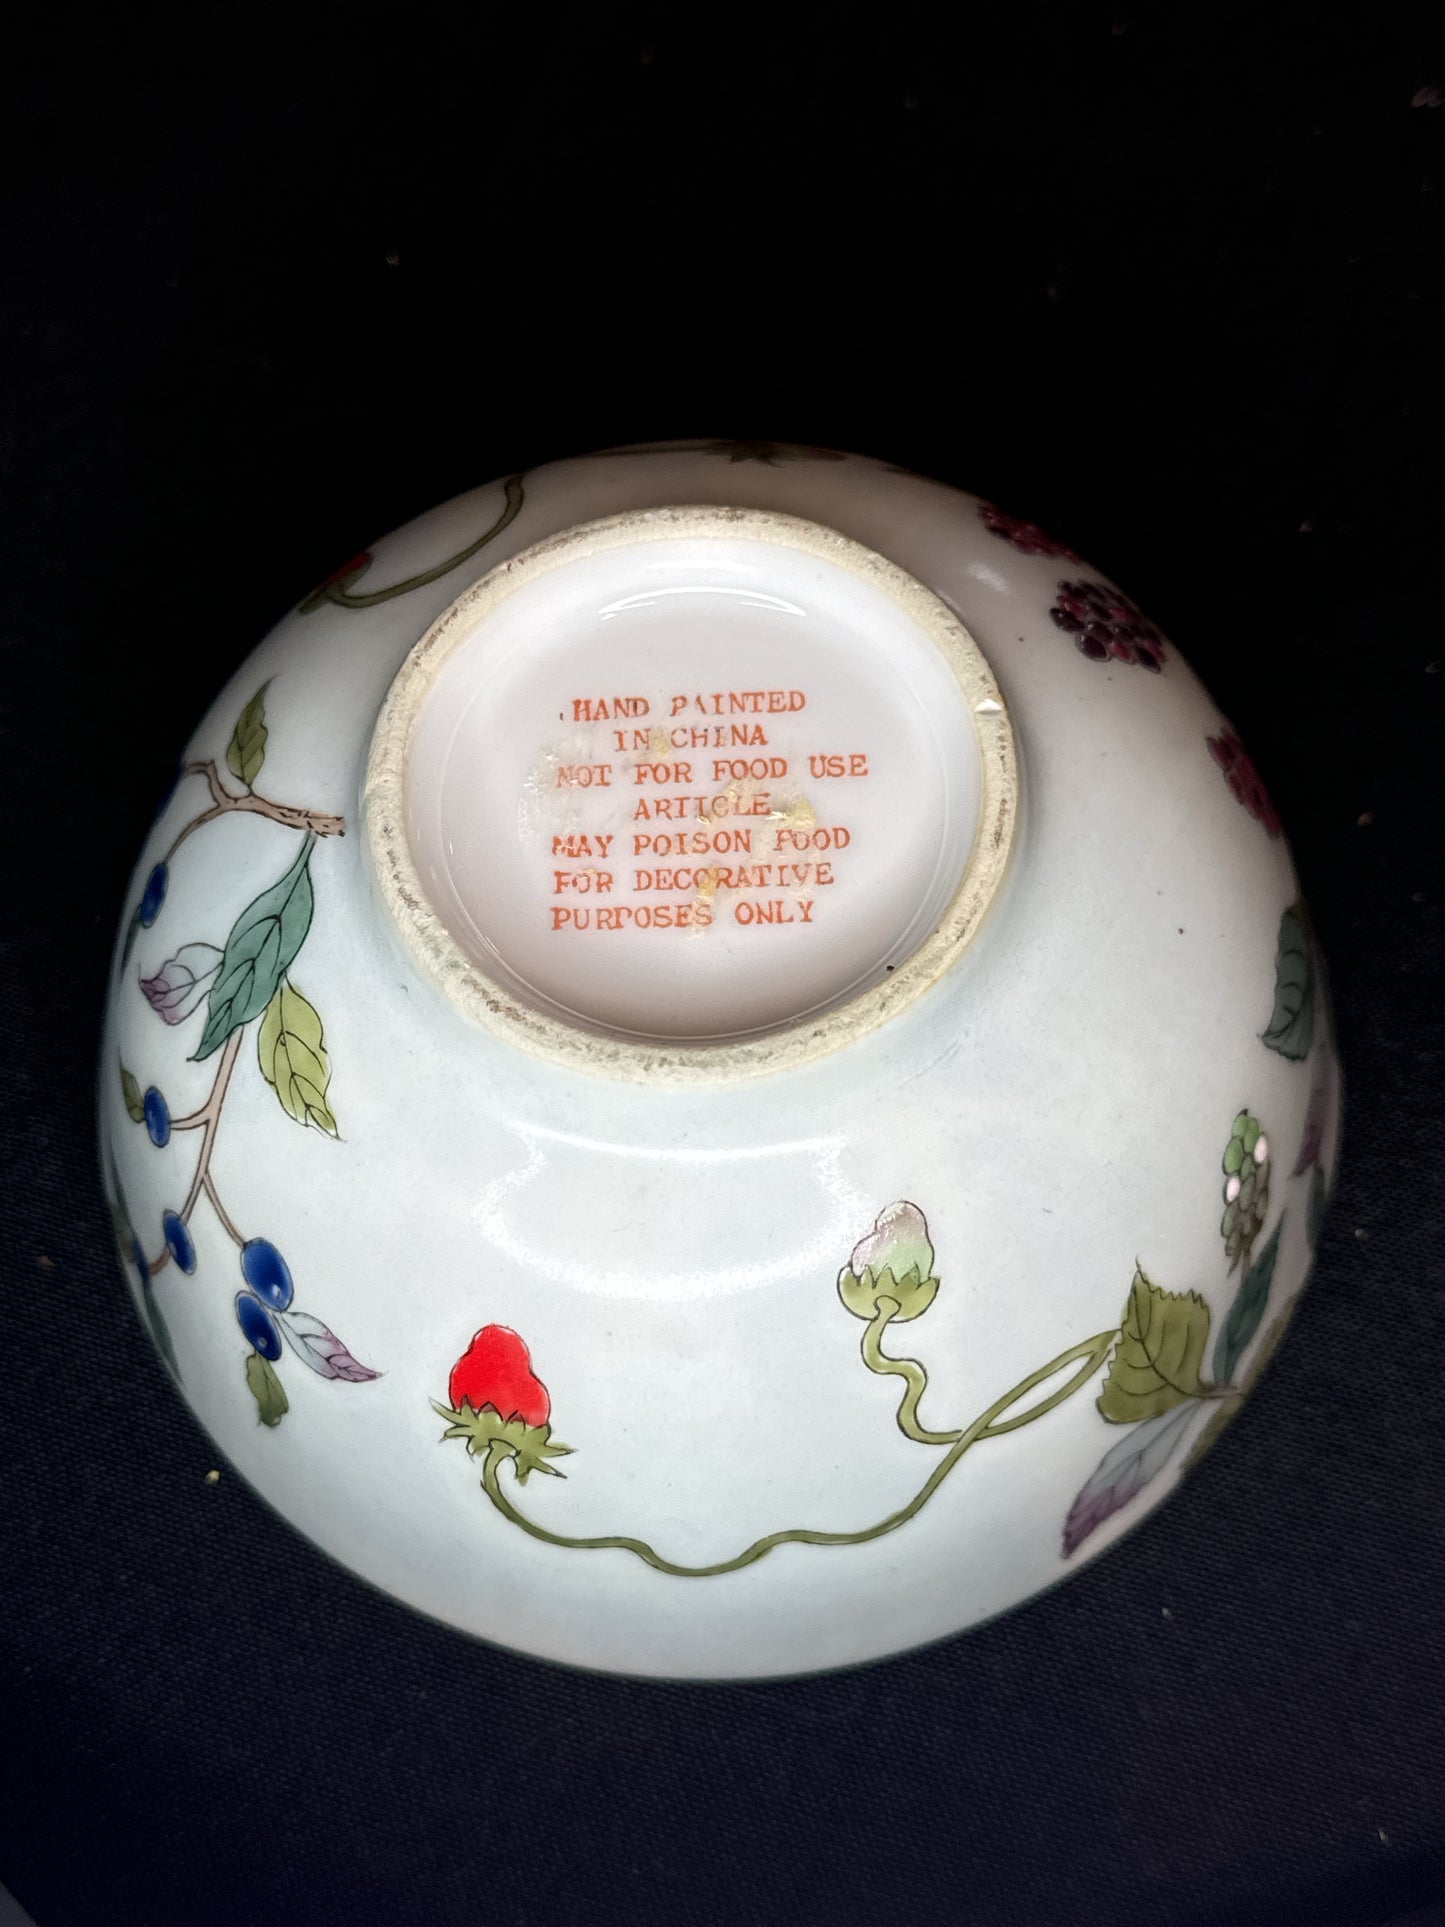 HAND PAINTED
IN CHINA
NOT FOR FOOD USE
ARTICLE
MAY POISON FOOD
FOR DECORATIVE
PURPOSES ONLY